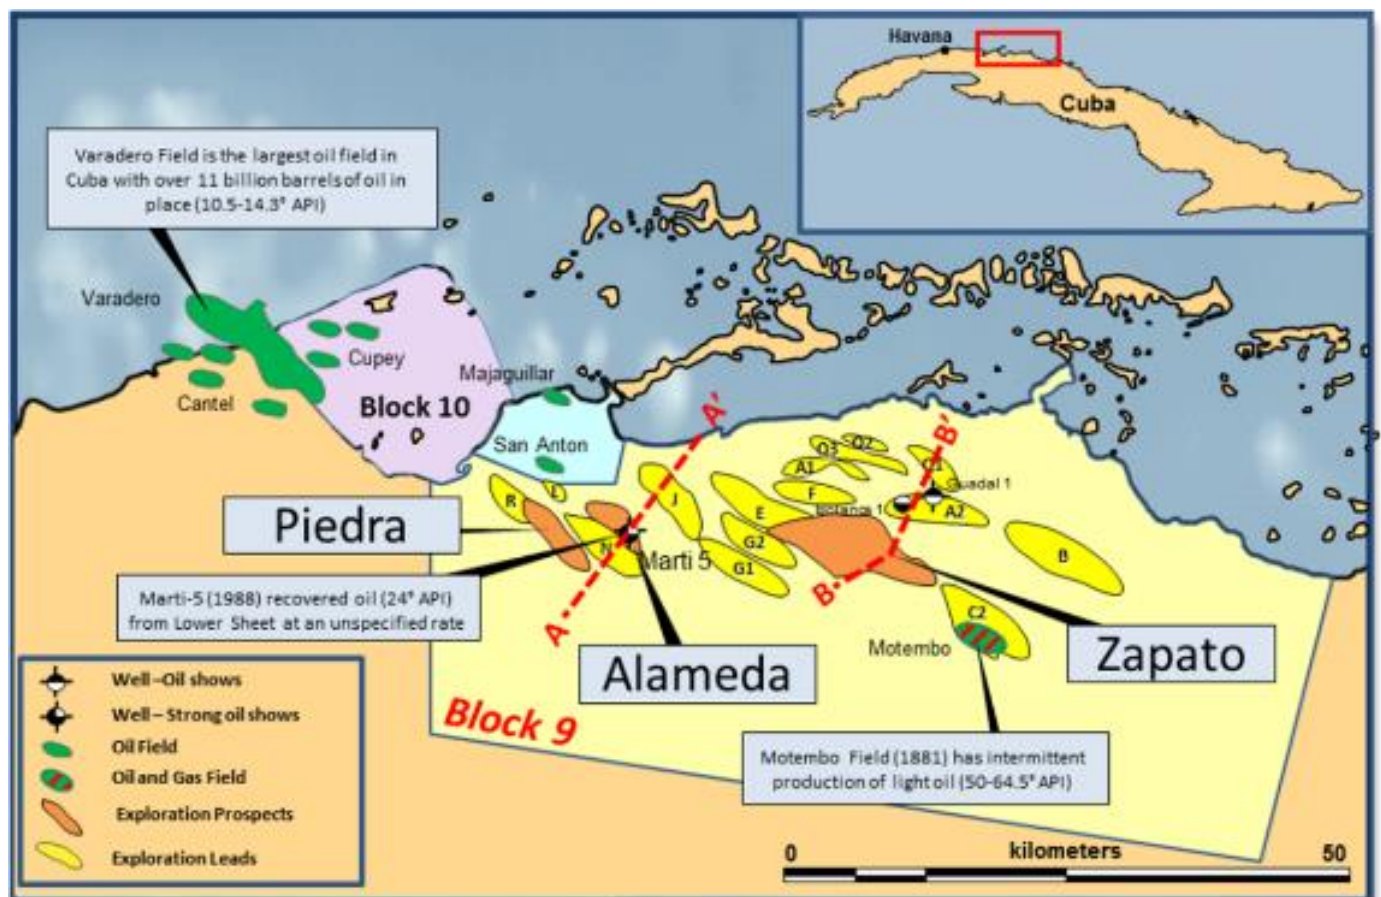 Havana
Cuba
Varadero Field is the largest oil field in
Cuba with over 11 billion barrels of oil in
place (10.5-14.3° API)
Varadero
Cupey
Cantel
Block 10
Majaguillar
San Anton
A'
B'
O3
O2
A1
O1
Guadal 1
R
L
J
F
E
A2
Piedra
N
Marti 5
G2
G1
B
Marti-5 (1988) recovered oil (24° API)
from Lower Sheet at an unspecified rate
A
B
C2
Motembo
Alameda
Zapato
Block 9
Well –Oil shows
Well – Strong oil shows
Oil Field
Oil and Gas Field
Exploration Prospects
Exploration Leads
Motembo Field (1881) has intermittent
production of light oil (50-64.5° API)
0 kilometers 50